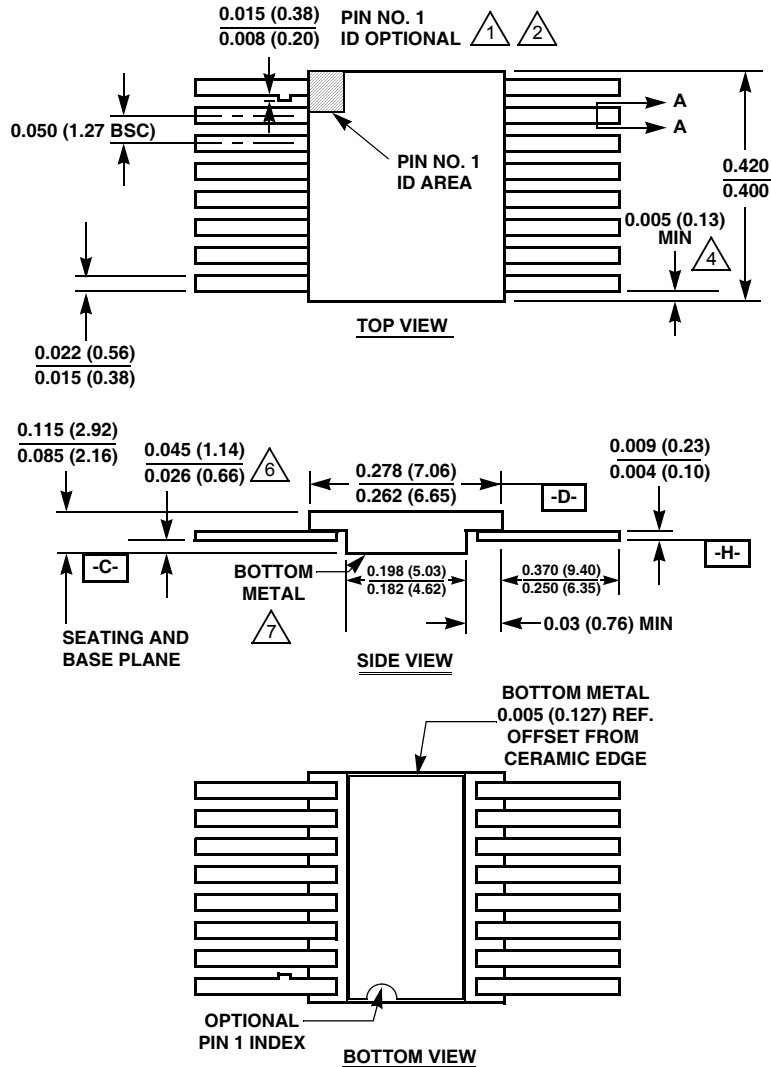 0.015 (0.38)
0.008 (0.20)
PIN NO. 1
ID OPTIONAL
1
2
0.050 (1.27 BSC)
PIN NO. 1
ID AREA
A
A
0.420
0.400
0.005 (0.13)
MIN
4
0.022 (0.56)
0.015 (0.38)
TOP VIEW
0.115 (2.92)
0.085 (2.16)
0.045 (1.14)
0.026 (0.66)
6
0.278 (7.06)
0.262 (6.65)
-D-
0.009 (0.23)
0.004 (0.10)
-H-
-C-
BOTTOM
METAL
7
0.198 (5.03)
0.182 (4.62)
0.370 (9.40)
0.250 (6.35)
0.03 (0.76) MIN
SEATING AND
BASE PLANE
SIDE VIEW
BOTTOM METAL
0.005 (0.127) REF.
OFFSET FROM
CERAMIC EDGE
OPTIONAL
PIN 1 INDEX
BOTTOM VIEW